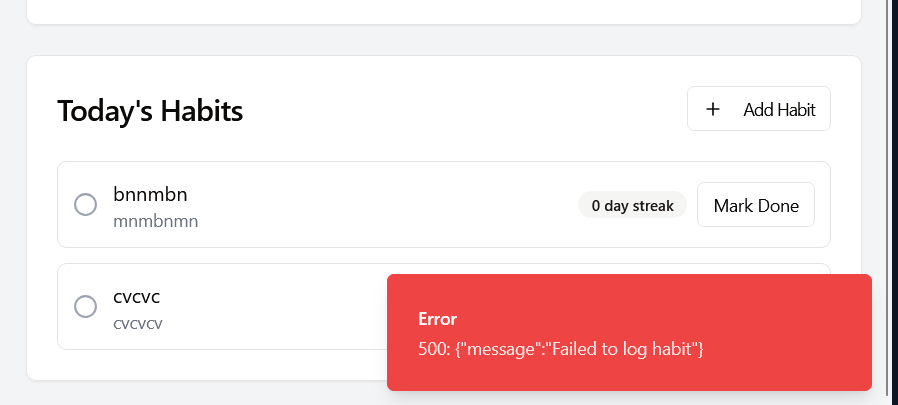 Today's Habits
+ Add Habit
bnnmbn
mnmbnmn
0 day streak
Mark Done
cvcvc
cvcvcv
Error
500: {"message":"Failed to log habit"}